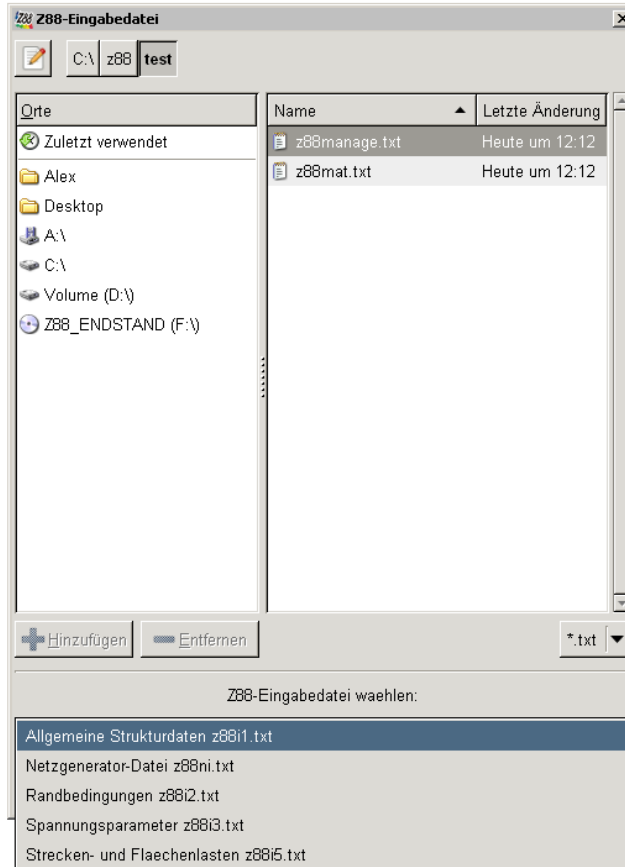 Z88 Z88-Eingabedatei
C:\ z88 test
Orte
Zuletzt verwendet
Alex
Desktop
A:\
C:\
Volume (D:\)
Z88_ENDSTAND (F:\)
Name Letzte Änderung
z88manage.txt Heute um 12:12
z88mat.txt Heute um 12:12
Hinzufügen Entfernen *.txt
Z88-Eingabedatei waehlen:
Allgemeine Strukturdaten z88i1.txt
Netzgenerator-Datei z88ni.txt
Randbedingungen z88i2.txt
Spannungsparameter z88i3.txt
Strecken- und Flaechenlasten z88i5.txt